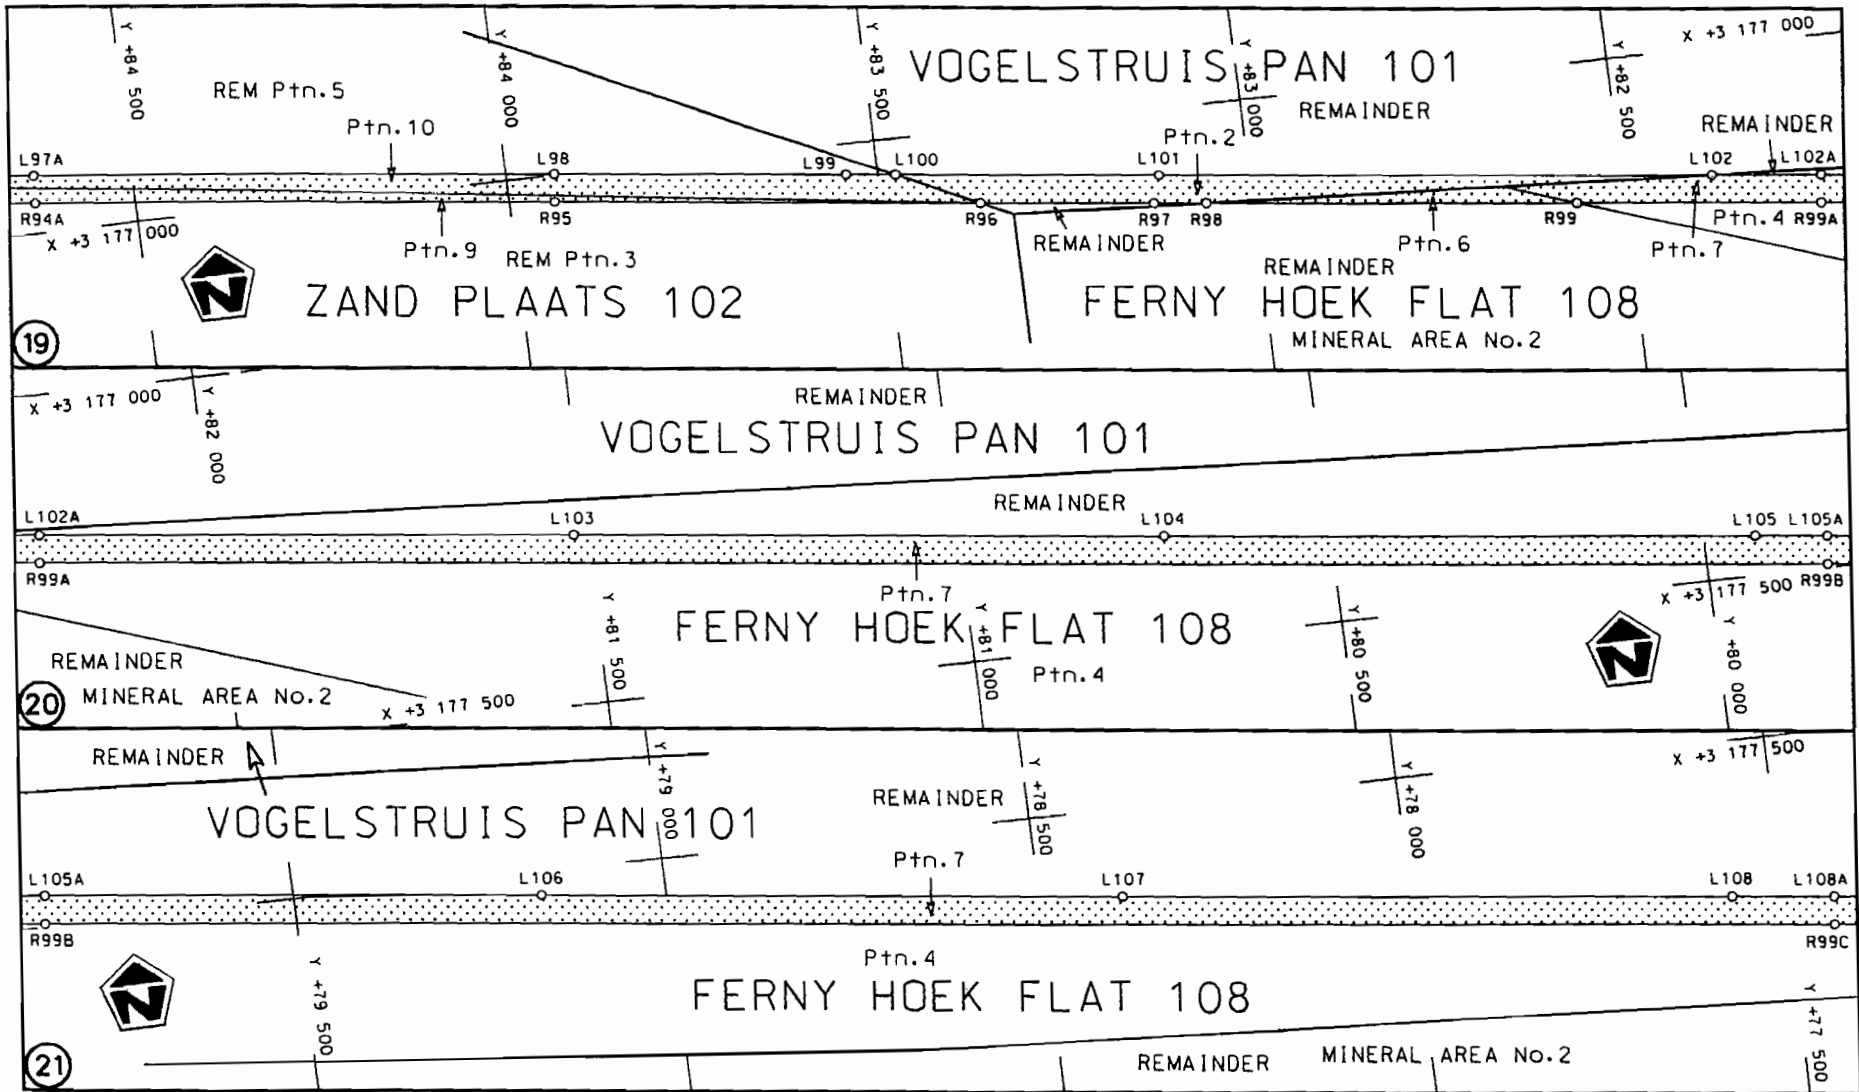 Y +84 500
Y +84 000
Y +83 500
Y +83 000
Y +82 500
X +3 177 000
VOGELSTRUIS PAN 101
REMAINDER
REM Ptn.5
Ptn.10
Ptn.2
REMAINDER
L97A
L98
L99
L100
L101
L102
L102A
R94A
R95
R96
R97
R98
R99
Ptn.4
R99A
X +3 177 000
Ptn.9
REM Ptn.3
REMAINDER
Ptn.6
Ptn.7
REMAINDER
ZAND PLAATS 102
FERNY HOEK FLAT 108
MINERAL AREA No.2
N
19
X +3 177 000
Y +82 000
REMAINDER
VOGELSTRUIS PAN 101
REMAINDER
L102A
L103
L104
L105
L105A
R99A
R99B
Ptn.7
X +3 177 500
Y +81 500
FERNY HOEK FLAT 108
Y +81 000
Ptn.4
Y +80 500
Y +80 000
N
REMAINDER
MINERAL AREA No.2
X +3 177 500
20
REMAINDER
X +3 177 500
Y +79 000
Y +78 500
Y +78 000
REMAINDER
VOGELSTRUIS PAN 101
Ptn.7
L105A
L106
L107
L108
L108A
R99B
R99C
Ptn.4
FERNY HOEK FLAT 108
Y +79 500
Y +77 500
N
21
REMAINDER
MINERAL AREA No.2